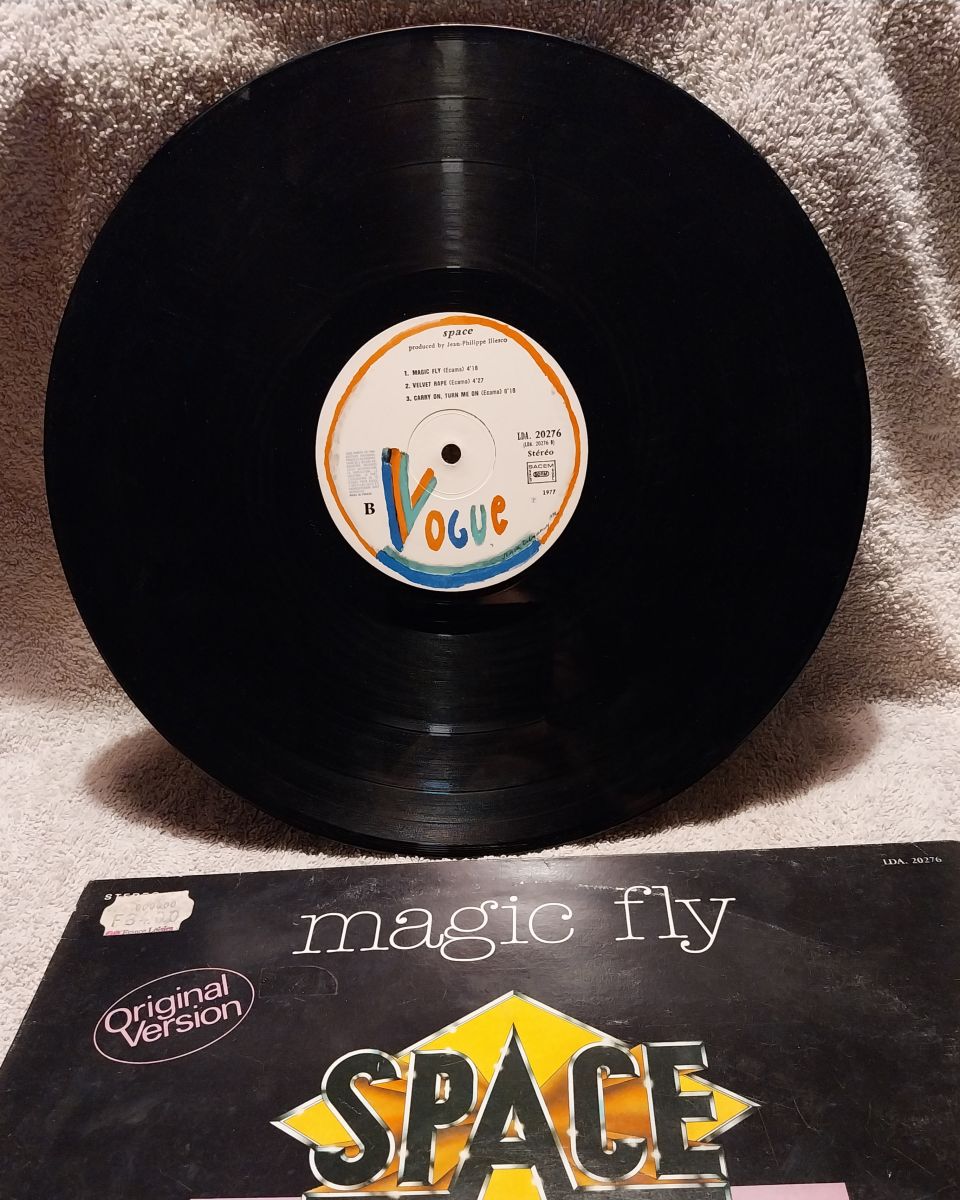 space
produced by Jean-Philippe Iliesco
1. MAGIC FLY (Ecama) 4'18
2. VELVET RAPE (Ecama) 4'27
3. CARRY ON, TURN ME ON (Ecama) 8'18
LDA. 20276
(LDA. 20276 B)
Stéréo
SACEM
1977
B
VOGUE
LDA. 20276
STEREO
France Loisirs
magic fly
Original
Version
SPACE